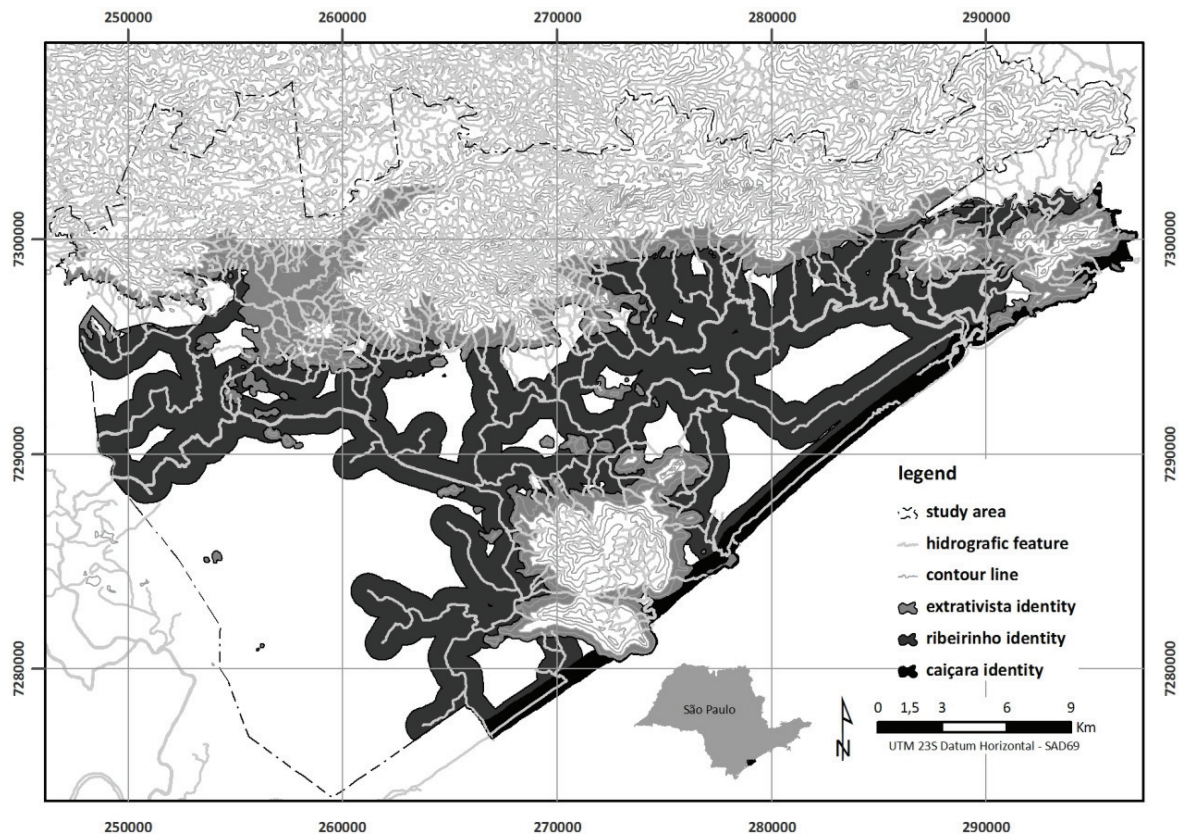 250000 260000 270000 280000 290000
7300000 7300000
7290000 7290000
legend
study area
hidrografic feature
contour line
extrativista identity
ribeirinho identity
caiçara identity
7280000 7280000
São Paulo
N
0 1,5 3 6 9
Km
UTM 23S Datum Horizontal - SAD69
250000 260000 270000 280000 290000